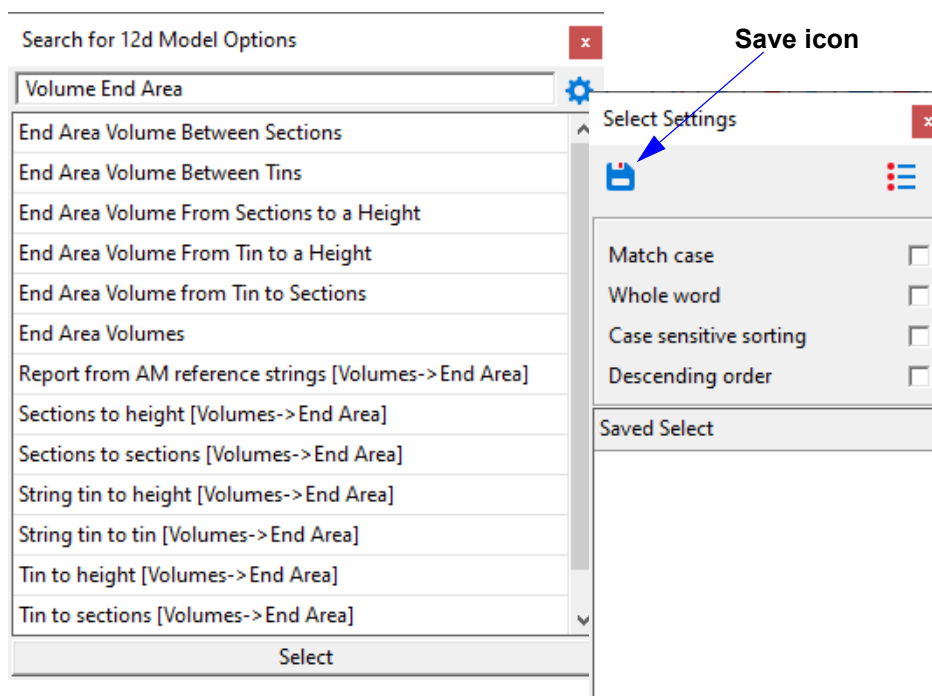 Search for 12d Model Options
x
Save icon
Volume End Area
End Area Volume Between Sections
End Area Volume Between Tins
End Area Volume From Sections to a Height
End Area Volume From Tin to a Height
End Area Volume from Tin to Sections
End Area Volumes
Report from AM reference strings [Volumes->End Area]
Sections to height [Volumes->End Area]
Sections to sections [Volumes->End Area]
String tin to height [Volumes->End Area]
String tin to tin [Volumes->End Area]
Tin to height [Volumes->End Area]
Tin to sections [Volumes->End Area]
Select
Select Settings
x
Match case
Whole word
Case sensitive sorting
Descending order
Saved Select